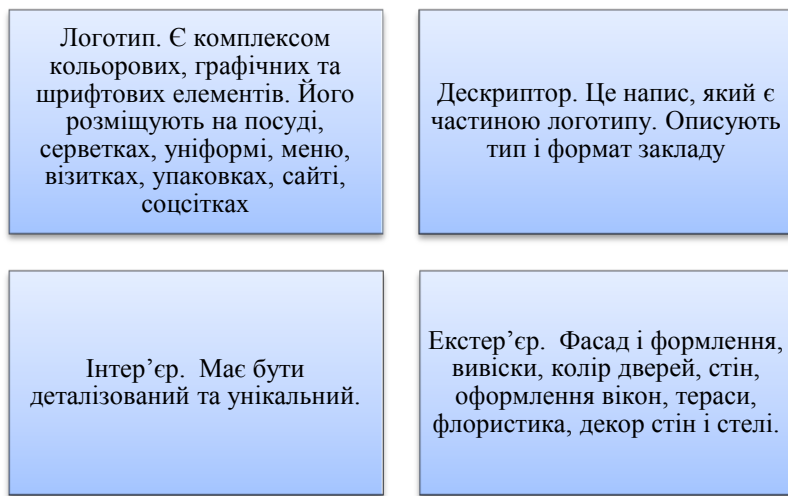 Логотип. Є комплексом
кольорових, графічних та
шрифтових елементів. Його
розміщують на посуді,
серветках, уніформі, меню,
візитках, упаковках, сайті,
соцсітках
Дескриптор. Це напис, який є
частиною логотипу. Описують
тип і формат закладу
Інтер’єр.  Має бути
деталізований та унікальний.
Екстер’єр.  Фасад і формлення,
вивіски, колір дверей, стін,
оформлення вікон, тераси,
флористика, декор стін і стелі.